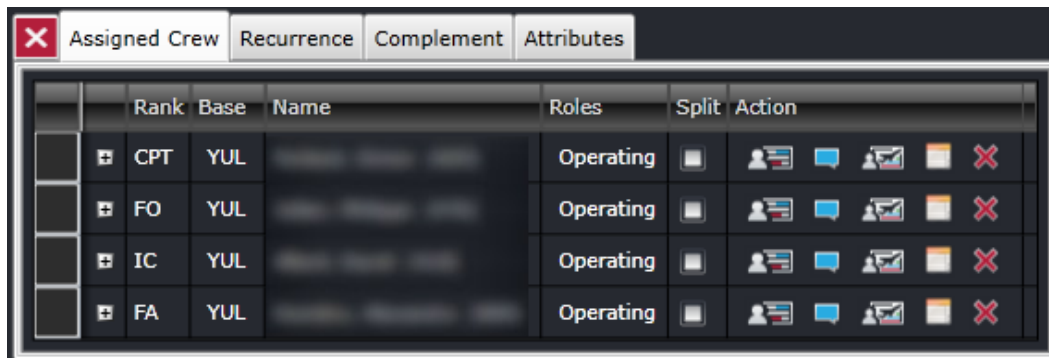 Assigned Crew Recurrence Complement Attributes
Rank Base Name Roles Split Action
CPT YUL Operating
FO YUL Operating
IC YUL Operating
FA YUL Operating